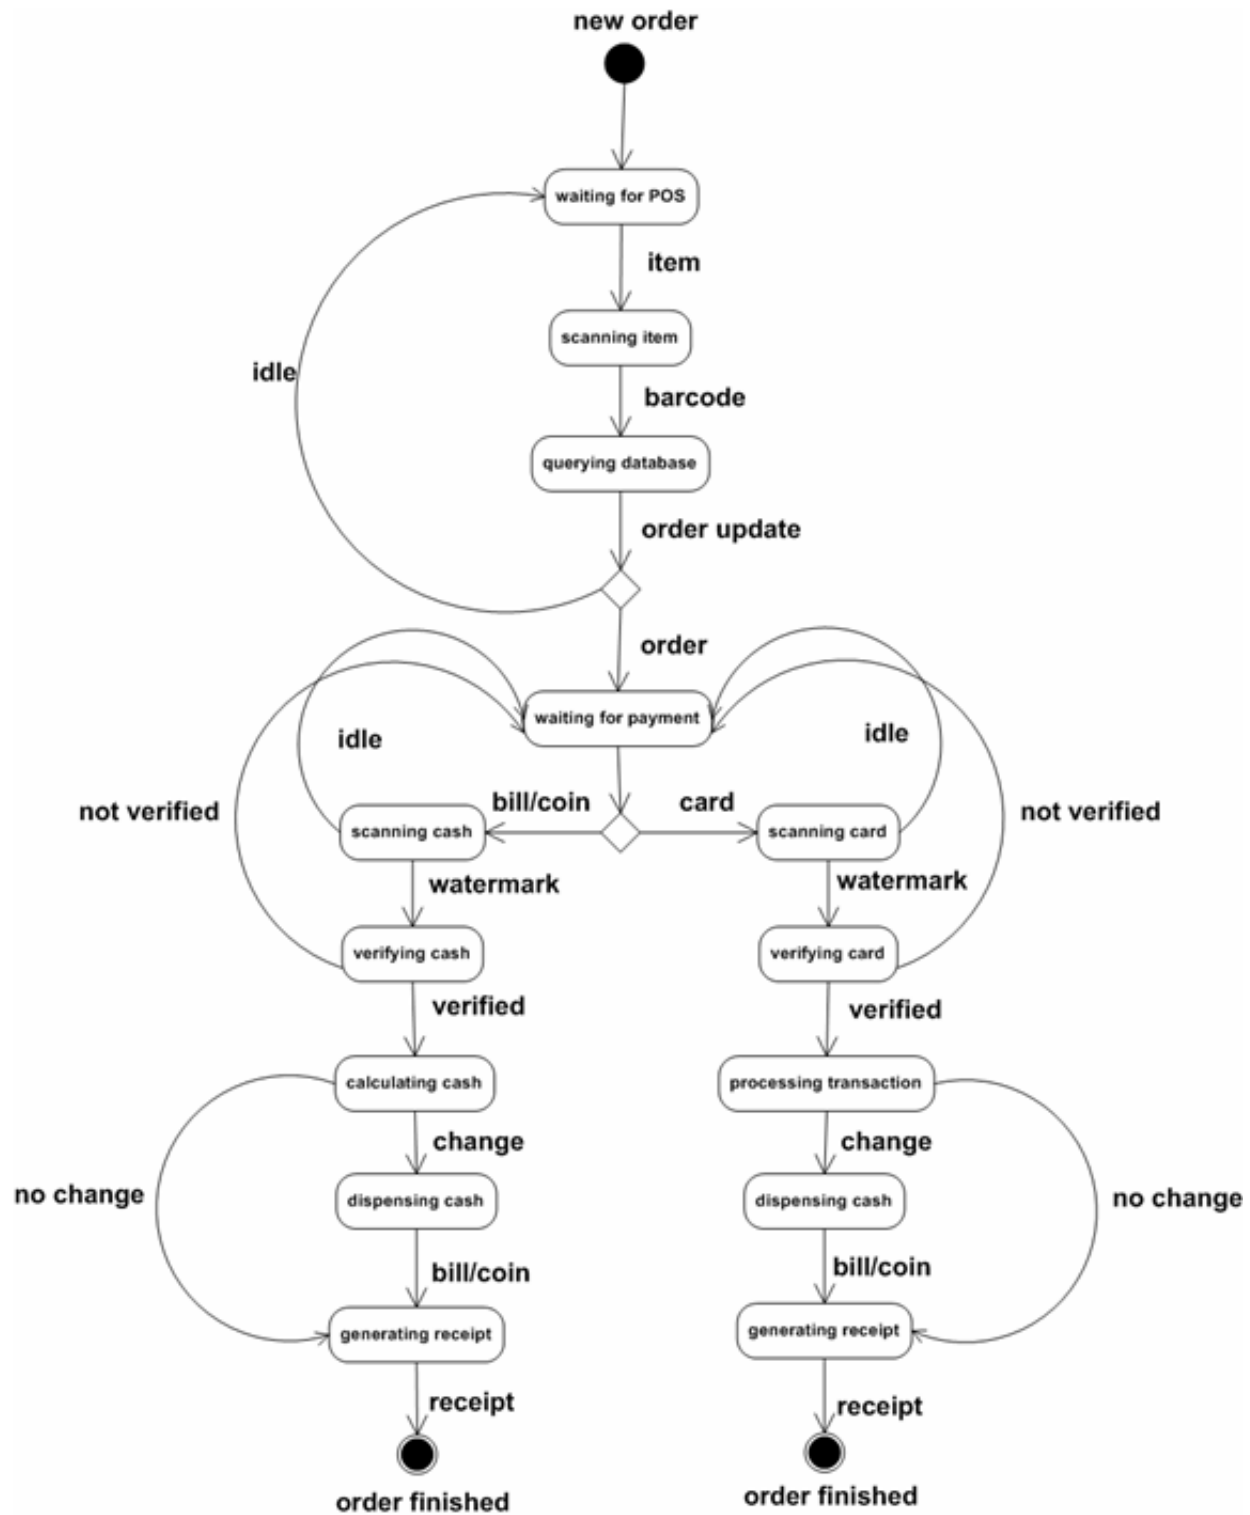 new order
waiting for POS
item
scanning item
idle
barcode
querying database
order update
order
waiting for payment
idle
idle
not verified
bill/coin
card
not verified
scanning cash
scanning card
watermark
watermark
verifying cash
verifying card
verified
verified
calculating cash
processing transaction
change
change
no change
dispensing cash
dispensing cash
no change
bill/coin
bill/coin
generating receipt
generating receipt
receipt
receipt
order finished
order finished